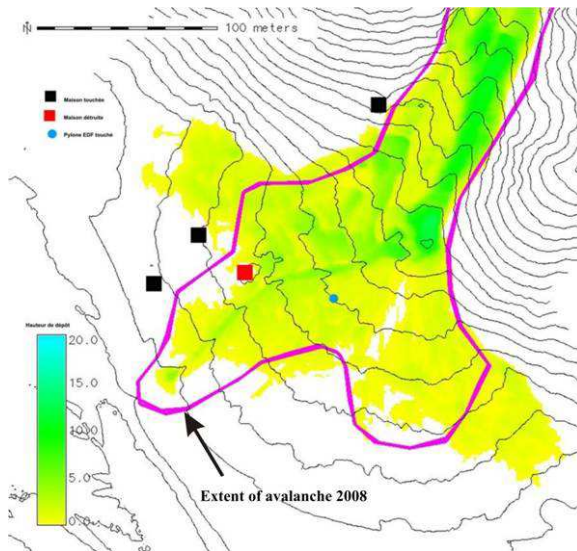 N
100 meters
Maison touchée
Maison détruite
Pylone EDF touché
Hauteur de dépôt
20.0
15.0
10.0
5.0
0.0
Extent of avalanche 2008